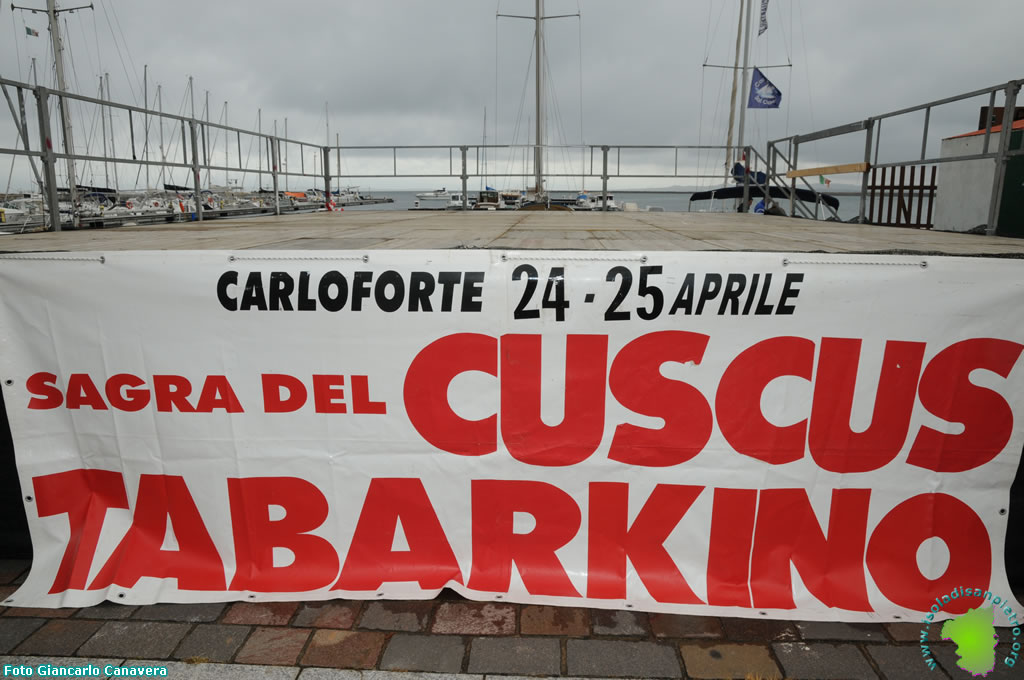 CARLOFORTE 24 - 25 APRILE
SAGRA DEL CUSCUS
TABARKINO
Foto Giancarlo Canavera
www.isoladisanpietro.org